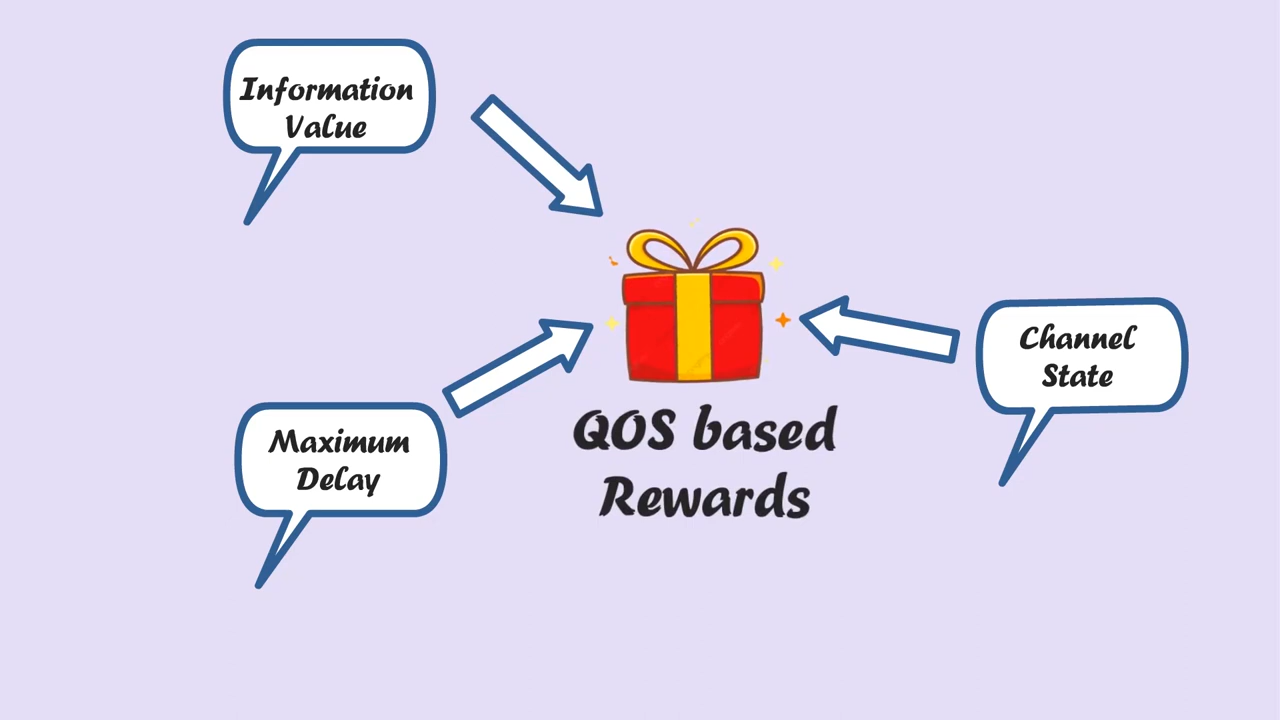 Information
Value
Maximum
Delay
QOS based
Rewards
Channel
State